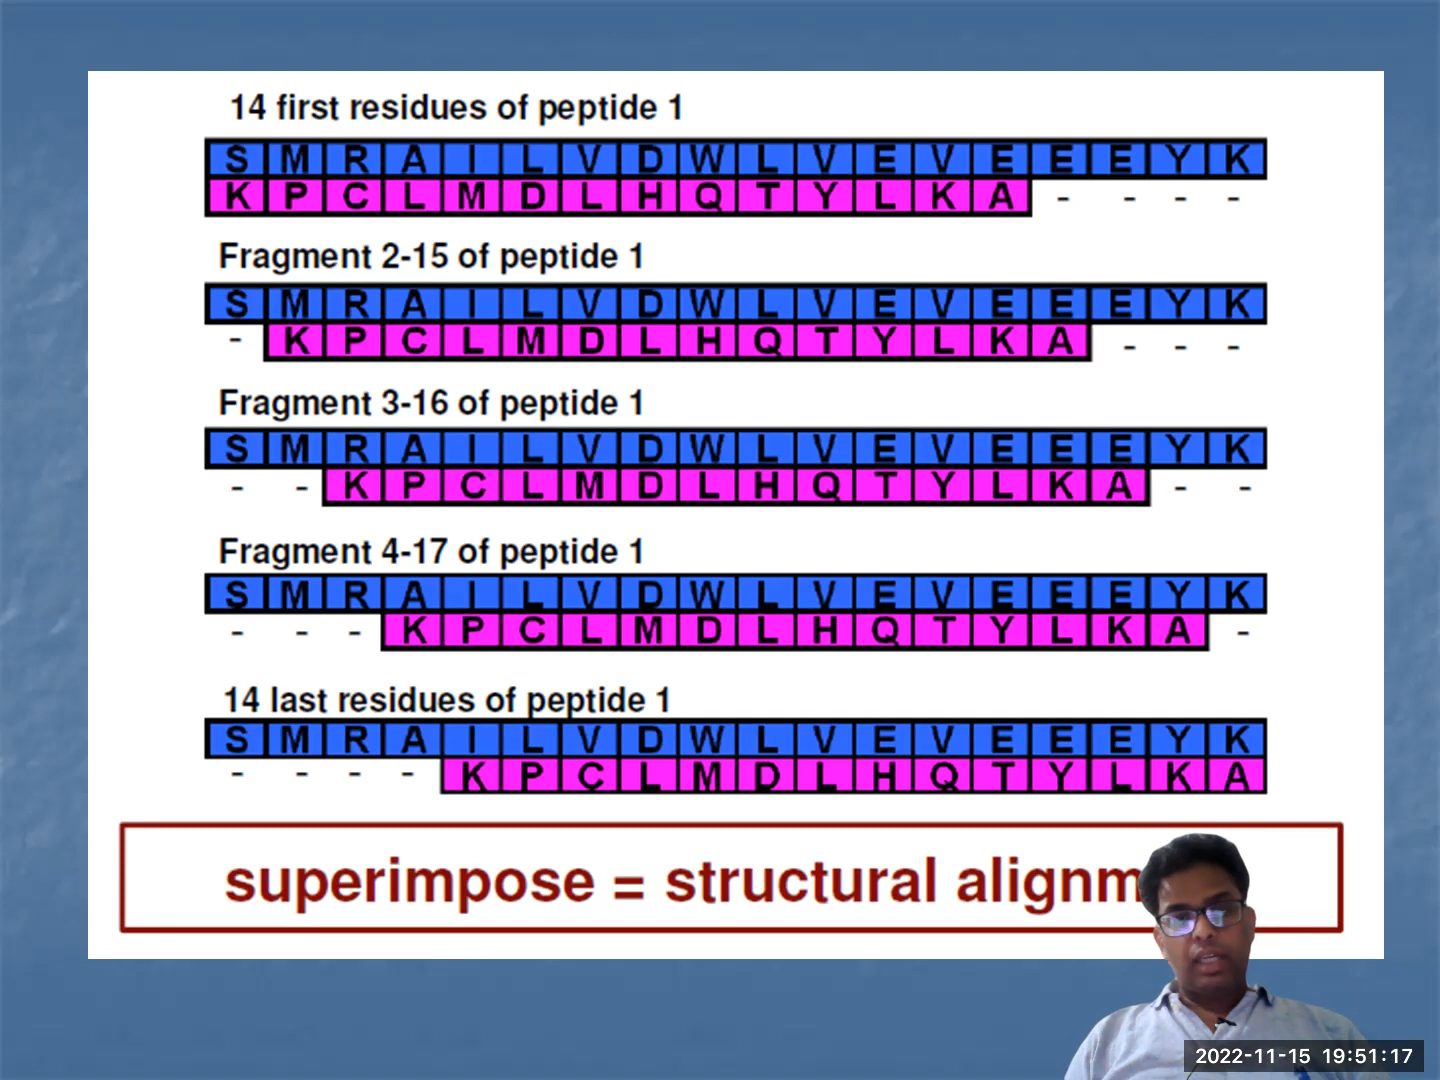 14 first residues of peptide 1
S M R A I L V D W L V E V E E E Y K
K P C L M D L H Q T Y L K A - - - -
Fragment 2-15 of peptide 1
S M R A I L V D W L V E V E E E Y K
- K P C L M D L H Q T Y L K A - - -
Fragment 3-16 of peptide 1
S M R A I L V D W L V E V E E E Y K
- - K P C L M D L H Q T Y L K A - -
Fragment 4-17 of peptide 1
S M R A I L V D W L V E V E E E Y K
- - - K P C L M D L H Q T Y L K A -
14 last residues of peptide 1
S M R A I L V D W L V E V E E E Y K
- - - - K P C L M D L H Q T Y L K A
superimpose = structural alignm
2022-11-15 19:51:17